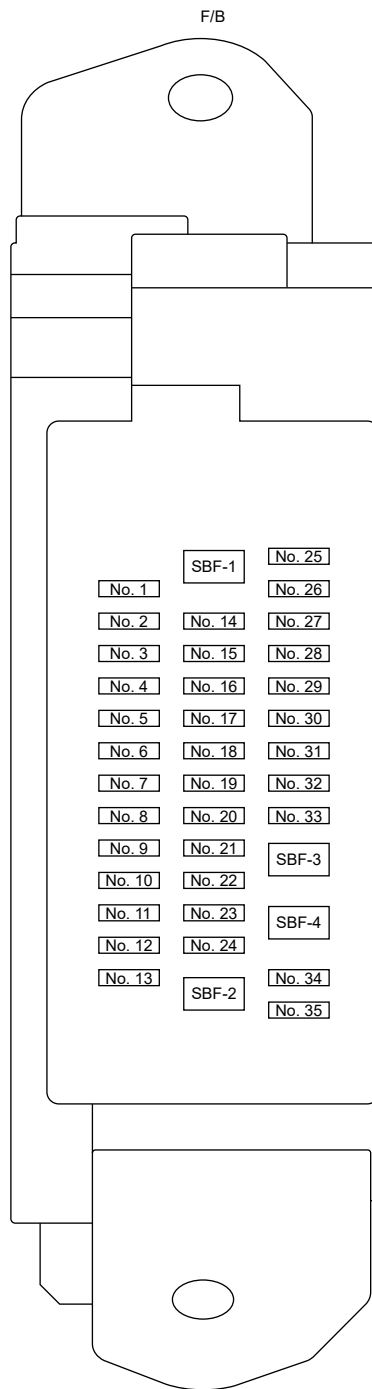 F/B
No. 1
No. 2
No. 3
No. 4
No. 5
No. 6
No. 7
No. 8
No. 9
No. 10
No. 11
No. 12
No. 13
SBF-1
No. 14
No. 15
No. 16
No. 17
No. 18
No. 19
No. 20
No. 21
No. 22
No. 23
No. 24
SBF-2
No. 25
No. 26
No. 27
No. 28
No. 29
No. 30
No. 31
No. 32
No. 33
SBF-3
SBF-4
No. 34
No. 35